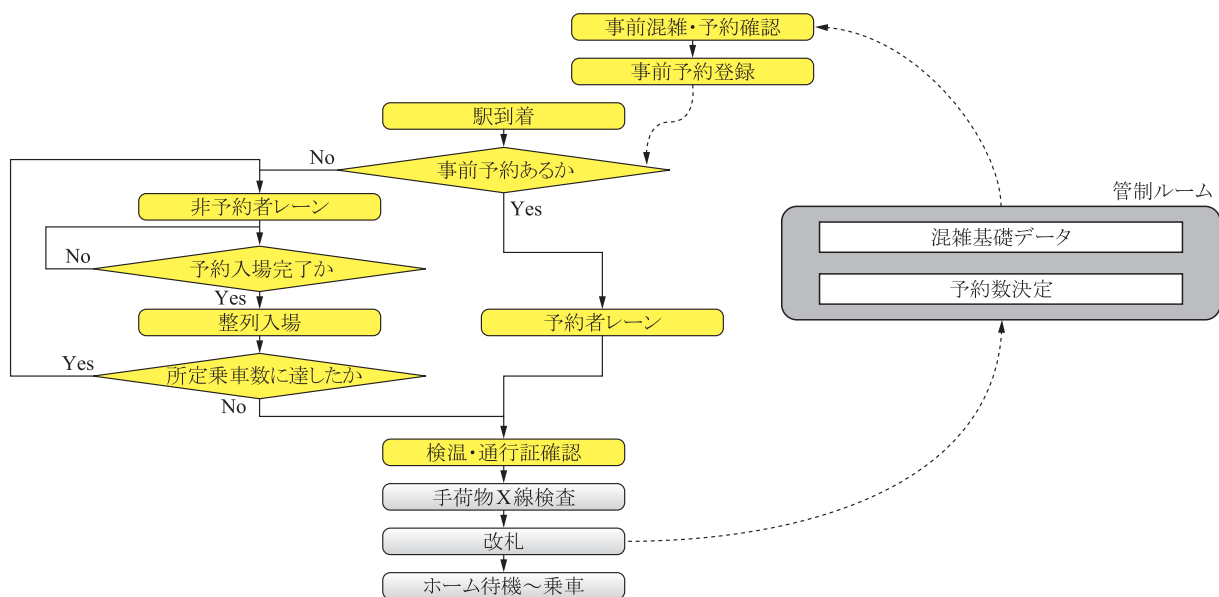 事前混雑・予約確認
事前予約登録
駅到着
No
事前予約あるか
Yes
管制ルーム
混雑基礎データ
予約数決定
非予約者レーン
No
予約入場完了か
Yes
整列入場
予約者レーン
Yes
所定乗車数に達したか
No
検温・通行証確認
手荷物X線検査
改札
ホーム待機～乗車